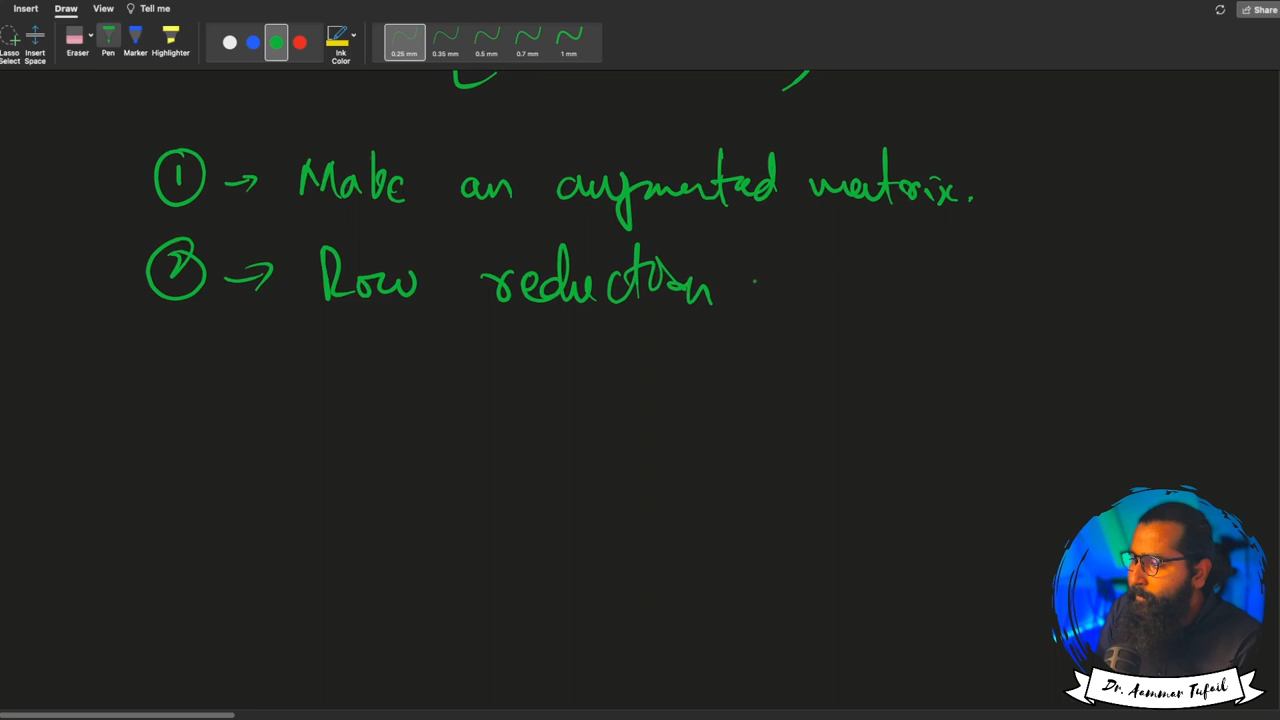 Insert Draw View Tell me Share
Lasso Select Insert Space Eraser Pen Marker Highlighter Ink Color 0.25 mm 0.35 mm 0.5 mm 0.7 mm 1 mm
① → Make an augmented matrix.
② → Row reduction
Dr. Aammar Tufail